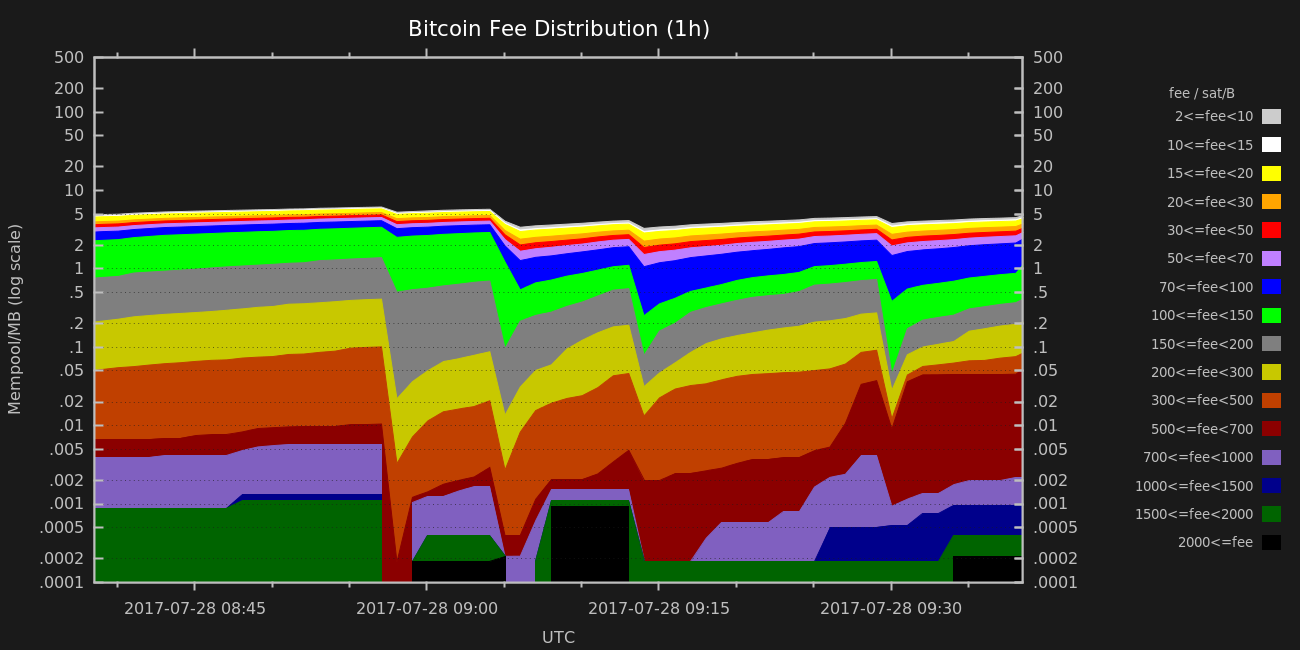 Bitcoin Fee Distribution (1h)
500 500
200 200
100 100
50 50
20 20
10 10
5 5
2 2
1 1
.5 .5
.2 .2
.1 .1
.05 .05
.02 .02
.01 .01
.005 .005
.002 .002
.001 .001
.0005 .0005
.0002 .0002
.0001 .0001
Mempool/MB (log scale)
2017-07-28 08:45 2017-07-28 09:00 2017-07-28 09:15 2017-07-28 09:30
UTC
fee / sat/B
2<=fee<10
10<=fee<15
15<=fee<20
20<=fee<30
30<=fee<50
50<=fee<70
70<=fee<100
100<=fee<150
150<=fee<200
200<=fee<300
300<=fee<500
500<=fee<700
700<=fee<1000
1000<=fee<1500
1500<=fee<2000
2000<=fee